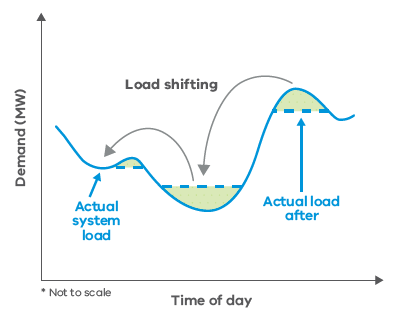 Load shifting
Demand (MW)
Actual
system
load
Actual load
after
* Not to scale
Time of day